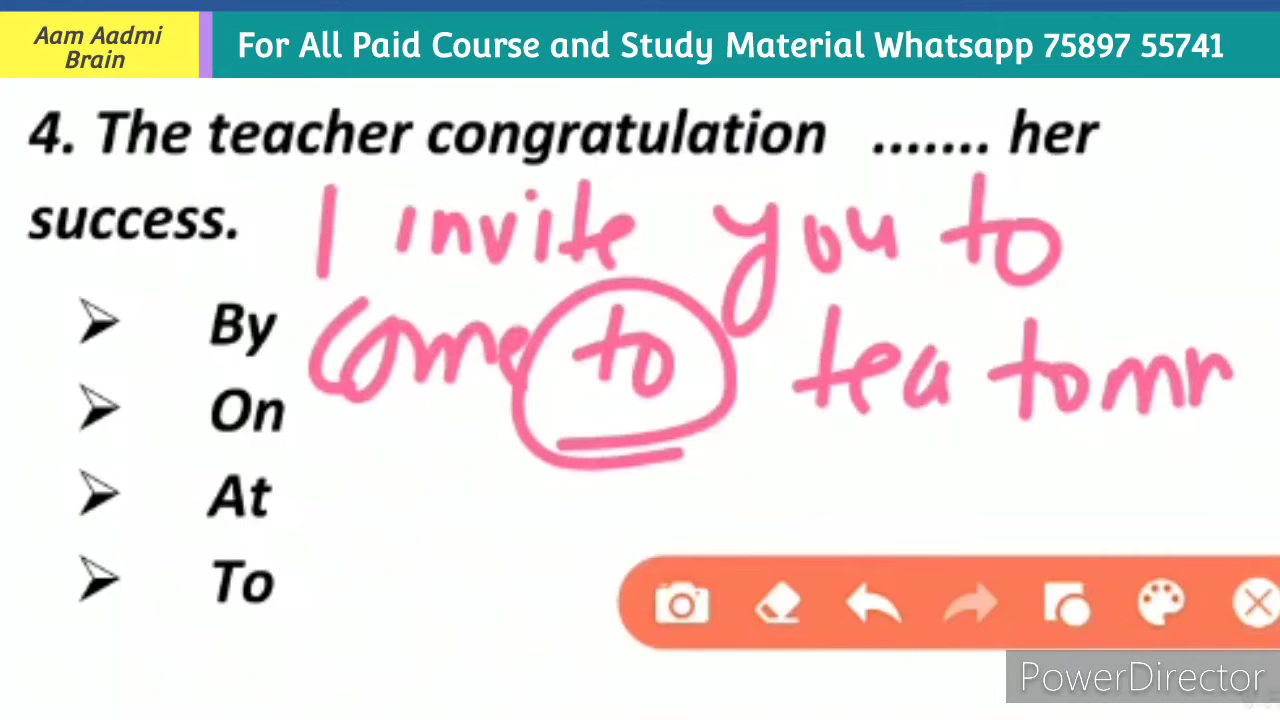 Aam Aadmi
Brain
For All Paid Course and Study Material Whatsapp 75897 55741
4. The teacher congratulation ....... her
success.
I invite you to
come to tea tomr
➢ By
➢ On
➢ At
➢ To
PowerDirector